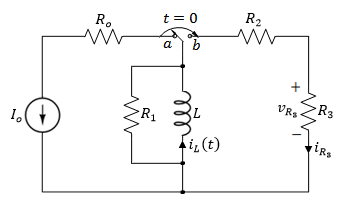 R_o
t = 0
R_2
a
b
I_o
R_1
L
i_L(t)
+
v_{R_3}
R_3
−
i_{R_3}